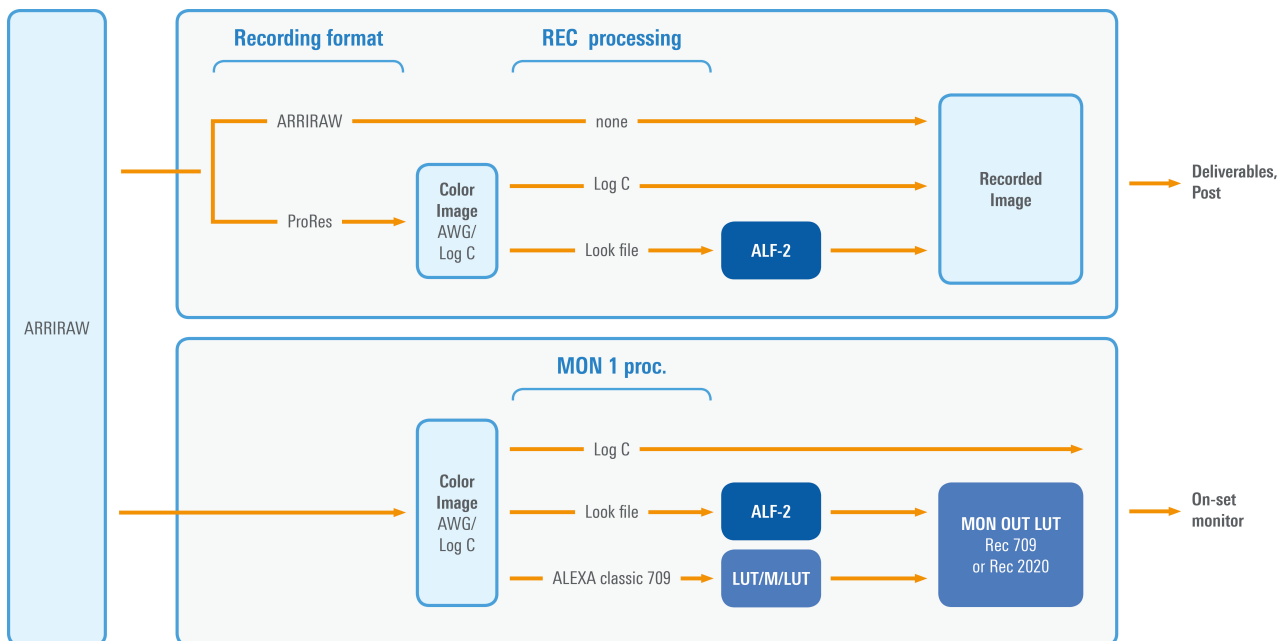 ARRIRAW
Recording format
REC processing
ARRIRAW
none
ProRes
Color
Image
AWG/
Log C
Log C
Look file
ALF-2
Recorded
Image
Deliverables,
Post
MON 1 proc.
Color
Image
AWG/
Log C
Log C
Look file
ALF-2
ALEXA classic 709
LUT/M/LUT
MON OUT LUT
Rec 709
or Rec 2020
On-set
monitor